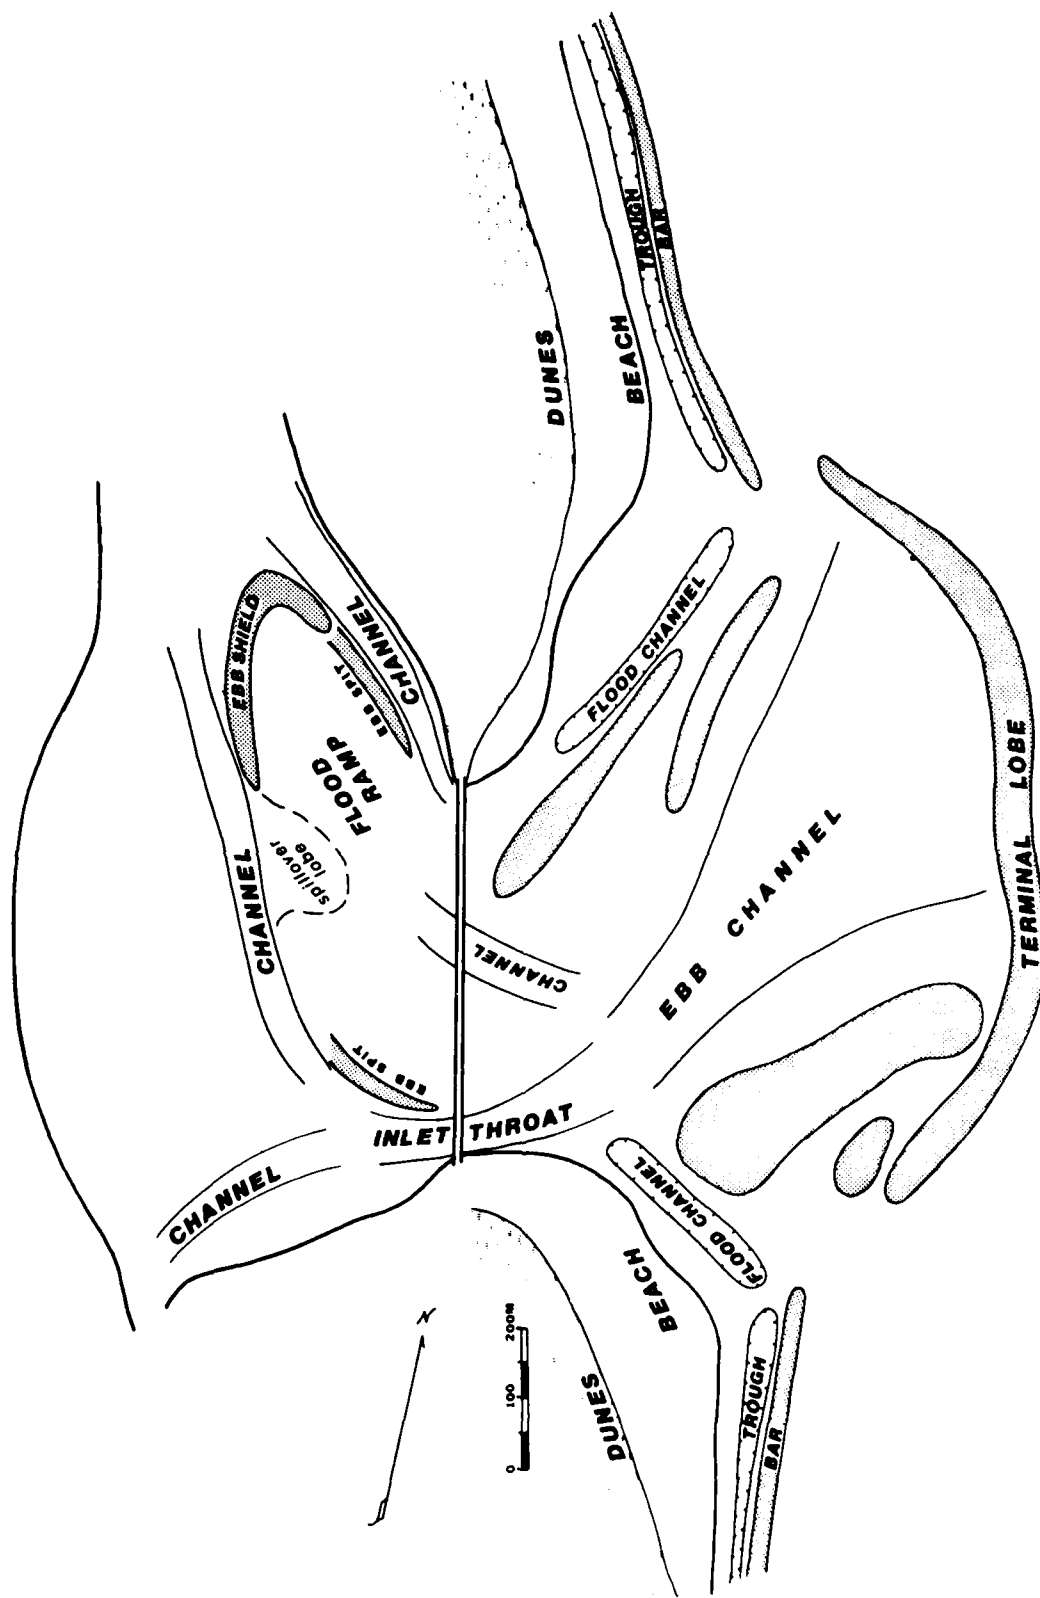 TROUGH
BAR
DUNES
BEACH
CHANNEL
EBB SHIELD
EBB SPIT
FLOOD CHANNEL
FLOOD
RAMP
TERMINAL LOBE
spillover
lobe
CHANNEL
EBB CHANNEL
CHANNEL
EBB SPIT
INLET THROAT
CHANNEL
FLOOD CHANNEL
BEACH
N
0 100 200M
DUNES
TROUGH
BAR